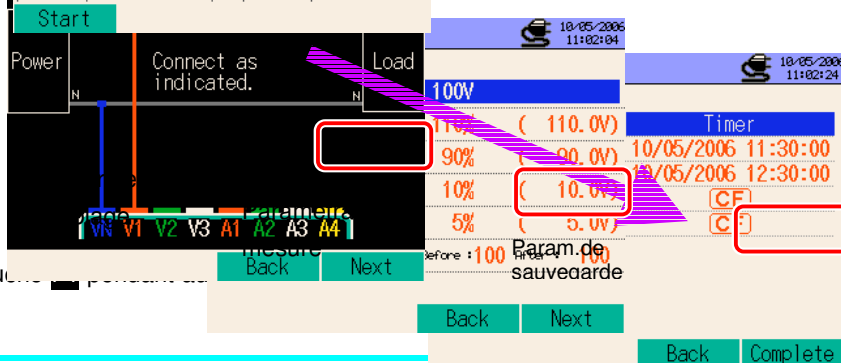 Start
Power
Connect as
indicated.
Load
N
N
VN V1 V2 V3 A1 A2 A3 A4
mesure
Back Next
pendant au
10/05/2006
11:02:04
100V
110% ( 110.0V)
90% ( 90.0V)
10% ( 10.0V)
5% ( 5.0V)
Before :100 After : 100
Param.de
sauvegarde
Back Next
10/05/2006
11:02:24
Timer
10/05/2006 11:30:00
10/05/2006 12:30:00
CF
CF
Back Complete